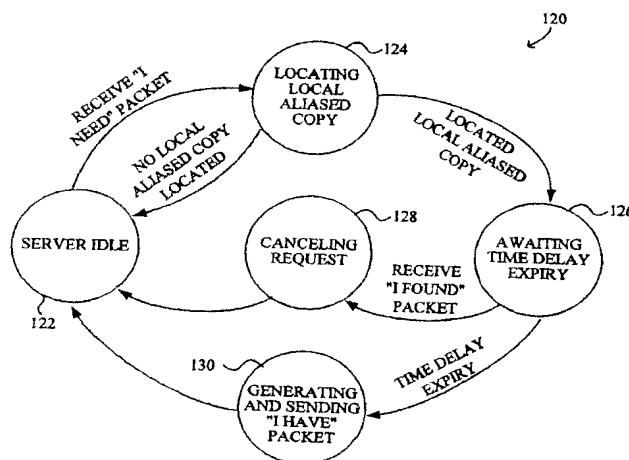 120
124
LOCATING
LOCAL
ALIASED
COPY
RECEIVE "I
NEED" PACKET
NO LOCAL
ALIASED COPY
LOCATED
LOCATED
LOCAL ALIASED
COPY
128
126
SERVER IDLE
122
CANCELING
REQUEST
AWAITING
TIME DELAY
EXPIRY
RECEIVE
"I FOUND"
PACKET
130
GENERATING
AND SENDING
"I HAVE"
PACKET
TIME DELAY
EXPIRY